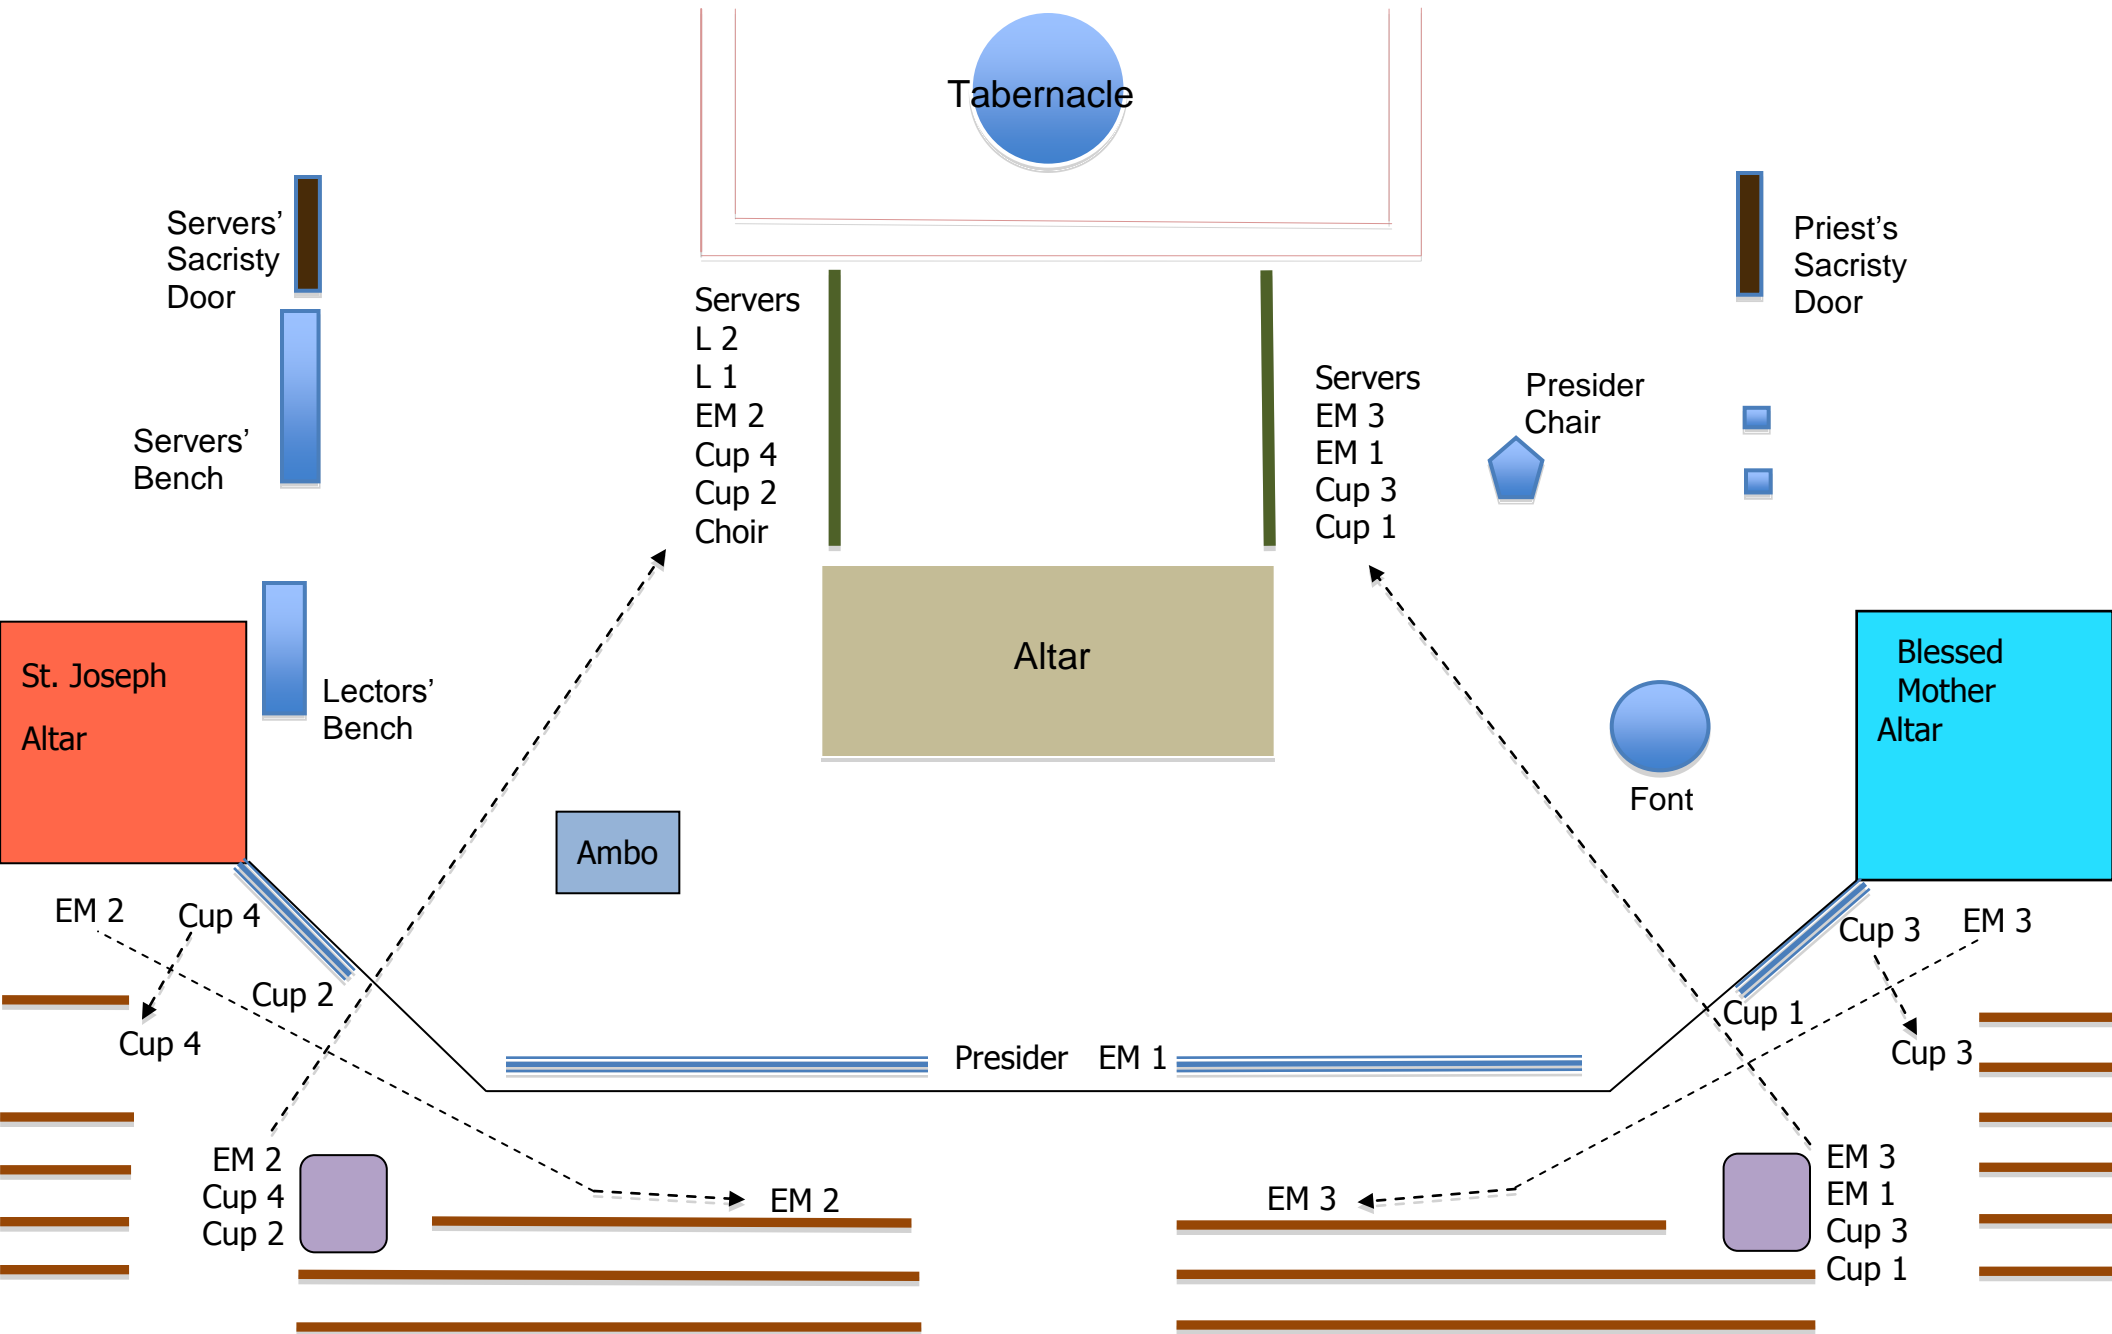 Tabernacle
Servers’
Sacristy
Door
Priest’s
Sacristy
Door
Servers
L 2
L 1
EM 2
Cup 4
Cup 2
Choir
Servers
EM 3
EM 1
Cup 3
Cup 1
Presider
Chair
Servers’
Bench
St. Joseph
Altar
Lectors’
Bench
Altar
Blessed
Mother
Altar
Font
Ambo
EM 2
Cup 4
Cup 2
Cup 4
Cup 3
EM 3
Cup 1
Cup 3
Presider
EM 1
EM 2
Cup 4
Cup 2
EM 2
EM 3
EM 3
EM 1
Cup 3
Cup 1